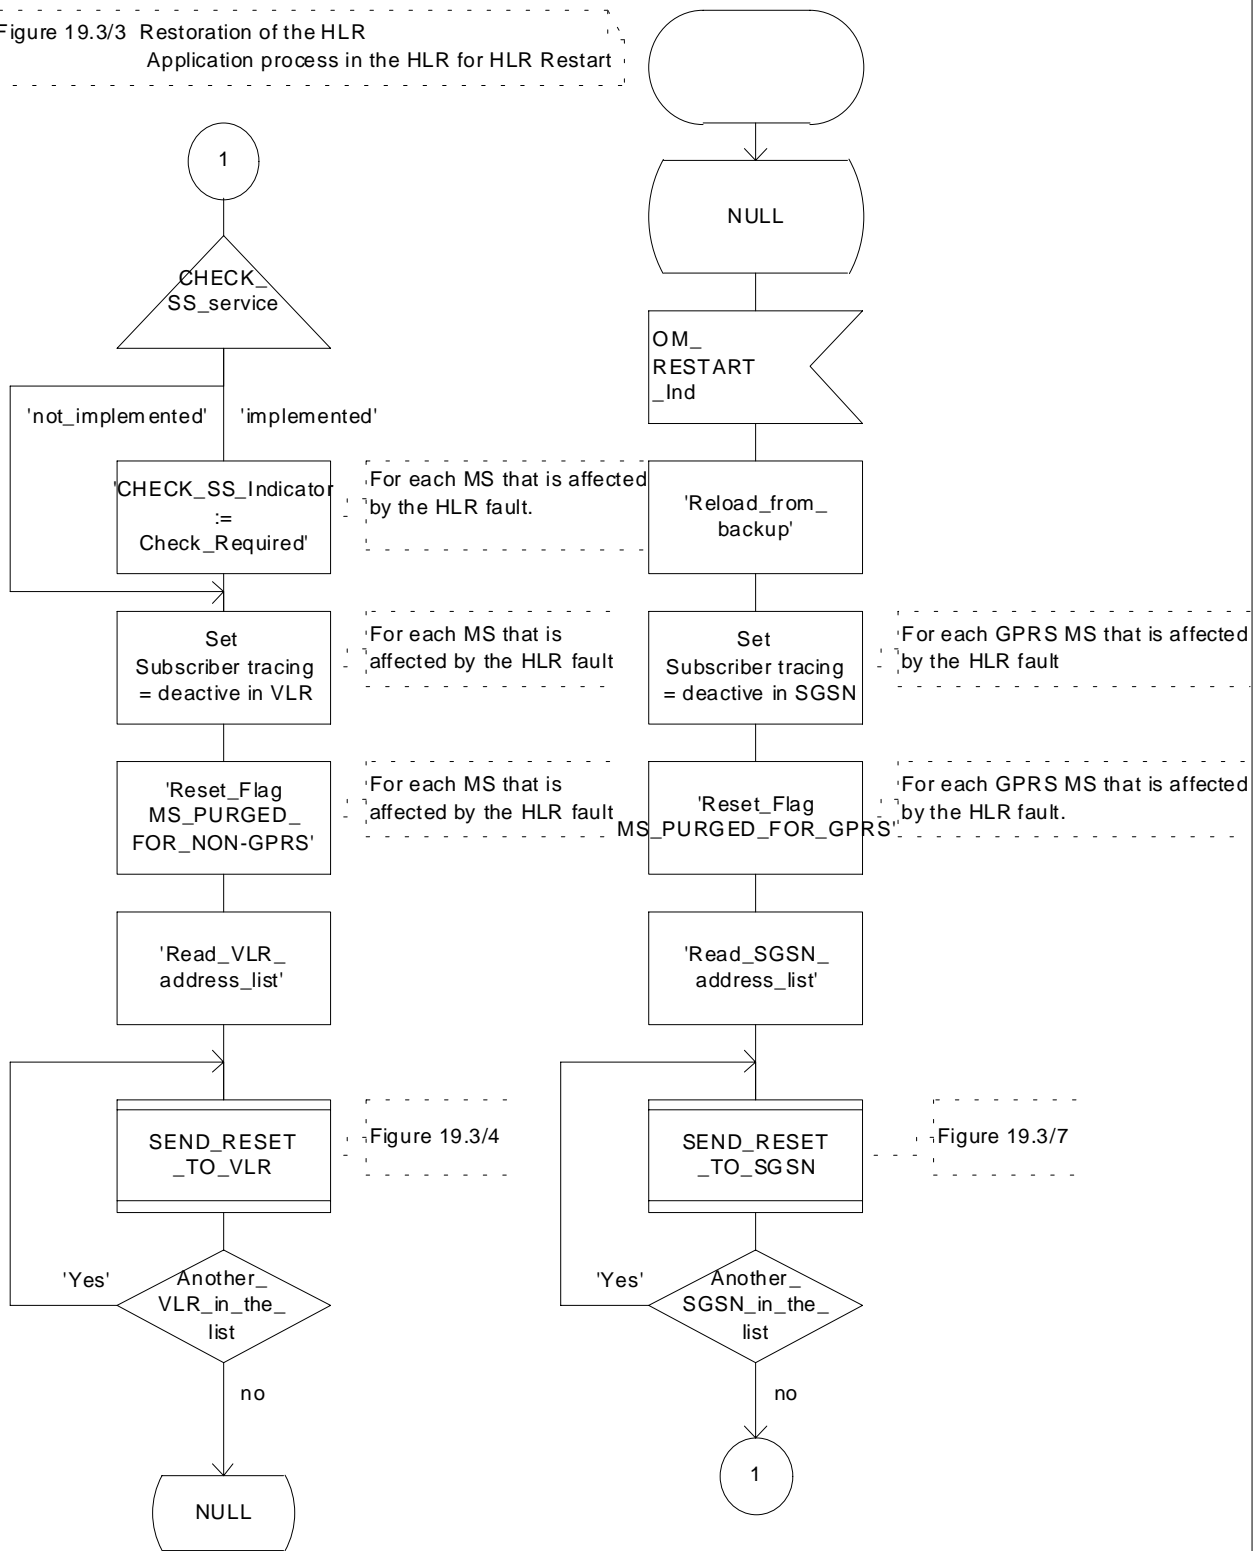 Figure 19.3/3 Restoration of the HLR
Application process in the HLR for HLR Restart
1
CHECK_
SS_service
'not_implemented'
'implemented'
'CHECK_SS_Indicator
:=
Check_Required'
For each MS that is affected
by the HLR fault.
Set
Subscriber tracing
= deactive in VLR
For each MS that is
affected by the HLR fault
'Reset_Flag
MS_PURGED_
FOR_NON-GPRS'
For each MS that is
affected by the HLR fault
'Read_VLR_
address_list'
SEND_RESET
_TO_VLR
Figure 19.3/4
'Yes'
Another_
VLR_in_the_
list
no
NULL
NULL
OM_
RESTART
_Ind
'Reload_from_
backup'
Set
Subscriber tracing
= deactive in SGSN
For each GPRS MS that is affected
by the HLR fault
'Reset_Flag
MS_PURGED_FOR_GPRS'
For each GPRS MS that is affected
by the HLR fault.
'Read_SGSN_
address_list'
SEND_RESET
_TO_SGSN
Figure 19.3/7
'Yes'
Another_
SGSN_in_the_
list
no
1